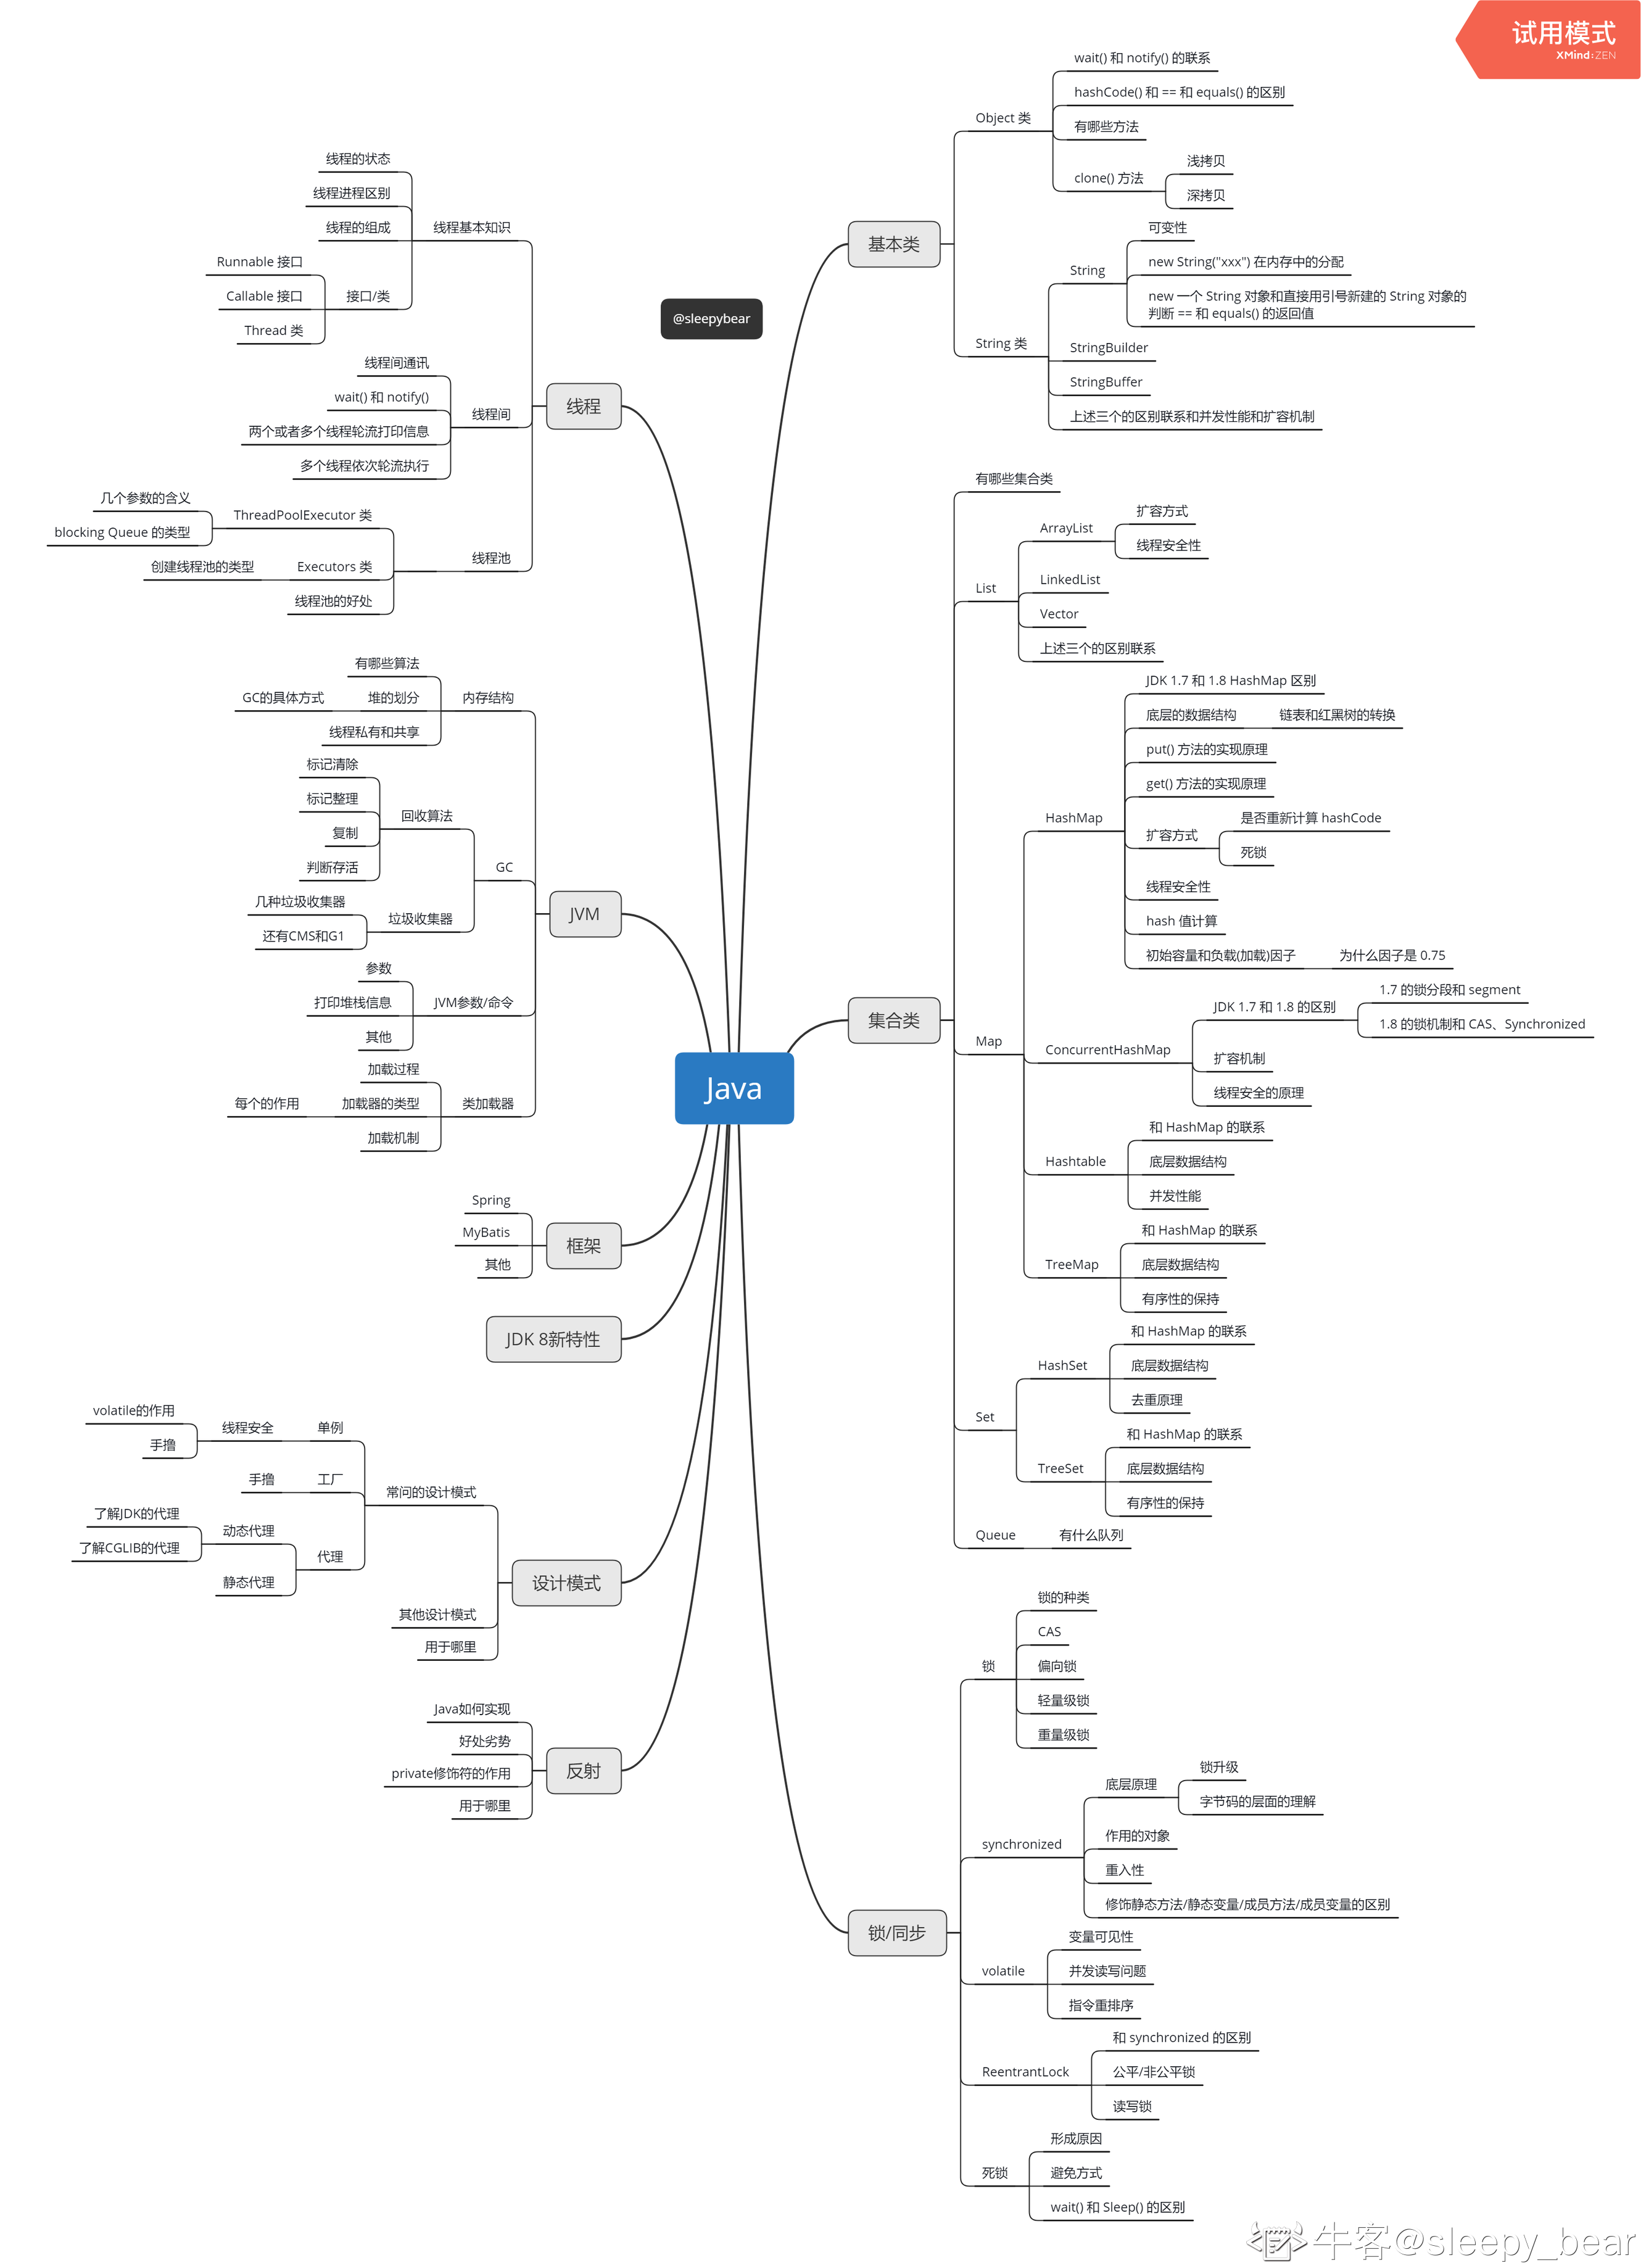 试用模式
XMind:ZEN
@sleepybear
Java
基本类
Object 类
wait() 和 notify() 的联系
hashCode() 和 == 和 equals() 的区别
有哪些方法
clone() 方法
浅拷贝
深拷贝
String 类
String
可变性
new String("xxx") 在内存中的分配
new 一个 String 对象和直接用引号新建的 String 对象的
判断 == 和 equals() 的返回值
StringBuilder
StringBuffer
上述三个的区别联系和并发性能和扩容机制
集合类
有哪些集合类
List
ArrayList
扩容方式
线程安全性
LinkedList
Vector
上述三个的区别联系
Map
HashMap
JDK 1.7 和 1.8 HashMap 区别
底层的数据结构
链表和红黑树的转换
put() 方法的实现原理
get() 方法的实现原理
扩容方式
是否重新计算 hashCode
死锁
线程安全性
hash 值计算
初始容量和负载(加载)因子
为什么因子是 0.75
ConcurrentHashMap
JDK 1.7 和 1.8 的区别
1.7 的锁分段和 segment
1.8 的锁机制和 CAS、Synchronized
扩容机制
线程安全的原理
Hashtable
和 HashMap 的联系
底层数据结构
并发性能
TreeMap
和 HashMap 的联系
底层数据结构
有序性的保持
Set
HashSet
和 HashMap 的联系
底层数据结构
去重原理
TreeSet
和 HashMap 的联系
底层数据结构
有序性的保持
Queue
有什么队列
锁/同步
锁
锁的种类
CAS
偏向锁
轻量级锁
重量级锁
synchronized
底层原理
锁升级
字节码的层面的理解
作用的对象
重入性
修饰静态方法/静态变量/成员方法/成员变量的区别
volatile
变量可见性
并发读写问题
指令重排序
ReentrantLock
和 synchronized 的区别
公平/非公平锁
读写锁
死锁
形成原因
避免方式
wait() 和 Sleep() 的区别
线程
线程基本知识
线程的状态
线程进程区别
线程的组成
接口/类
Runnable 接口
Callable 接口
Thread 类
线程间
线程间通讯
wait() 和 notify()
两个或者多个线程轮流打印信息
多个线程依次轮流执行
线程池
ThreadPoolExecutor 类
几个参数的含义
blocking Queue 的类型
Executors 类
创建线程池的类型
线程池的好处
JVM
内存结构
有哪些算法
堆的划分
GC的具体方式
线程私有和共享
GC
回收算法
标记清除
标记整理
复制
判断存活
垃圾收集器
几种垃圾收集器
还有CMS和G1
JVM参数/命令
参数
打印堆栈信息
其他
类加载器
加载过程
加载器的类型
每个的作用
加载机制
框架
Spring
MyBatis
其他
JDK 8新特性
设计模式
常问的设计模式
单例
线程安全
volatile的作用
手撸
工厂
手撸
代理
动态代理
了解JDK的代理
了解CGLIB的代理
静态代理
其他设计模式
用于哪里
反射
Java如何实现
好处劣势
private修饰符的作用
用于哪里
牛客@sleepy_bear